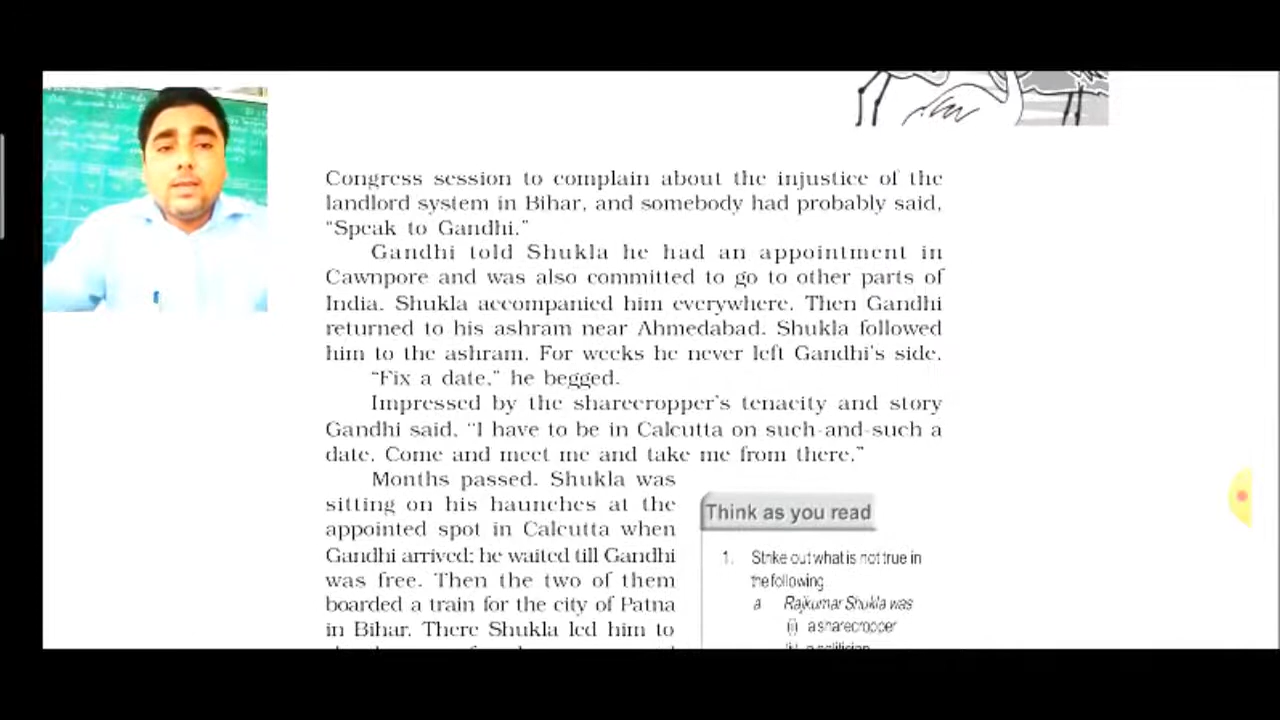 Congress session to complain about the injustice of the
landlord system in Bihar, and somebody had probably said,
“Speak to Gandhi.”
Gandhi told Shukla he had an appointment in
Cawnpore and was also committed to go to other parts of
India. Shukla accompanied him everywhere. Then Gandhi
returned to his ashram near Ahmedabad. Shukla followed
him to the ashram. For weeks he never left Gandhi's side.
“Fix a date,” he begged.
Impressed by the sharecropper's tenacity and story
Gandhi said, “I have to be in Calcutta on such-and-such a
date. Come and meet me and take me from there.”
Months passed. Shukla was
sitting on his haunches at the
appointed spot in Calcutta when
Gandhi arrived; he waited till Gandhi
was free. Then the two of them
boarded a train for the city of Patna
in Bihar. There Shukla led him to
Think as you read
1. Strike out what is not true in
the following
a Rajkumar Shukla was
(i) a sharecropper